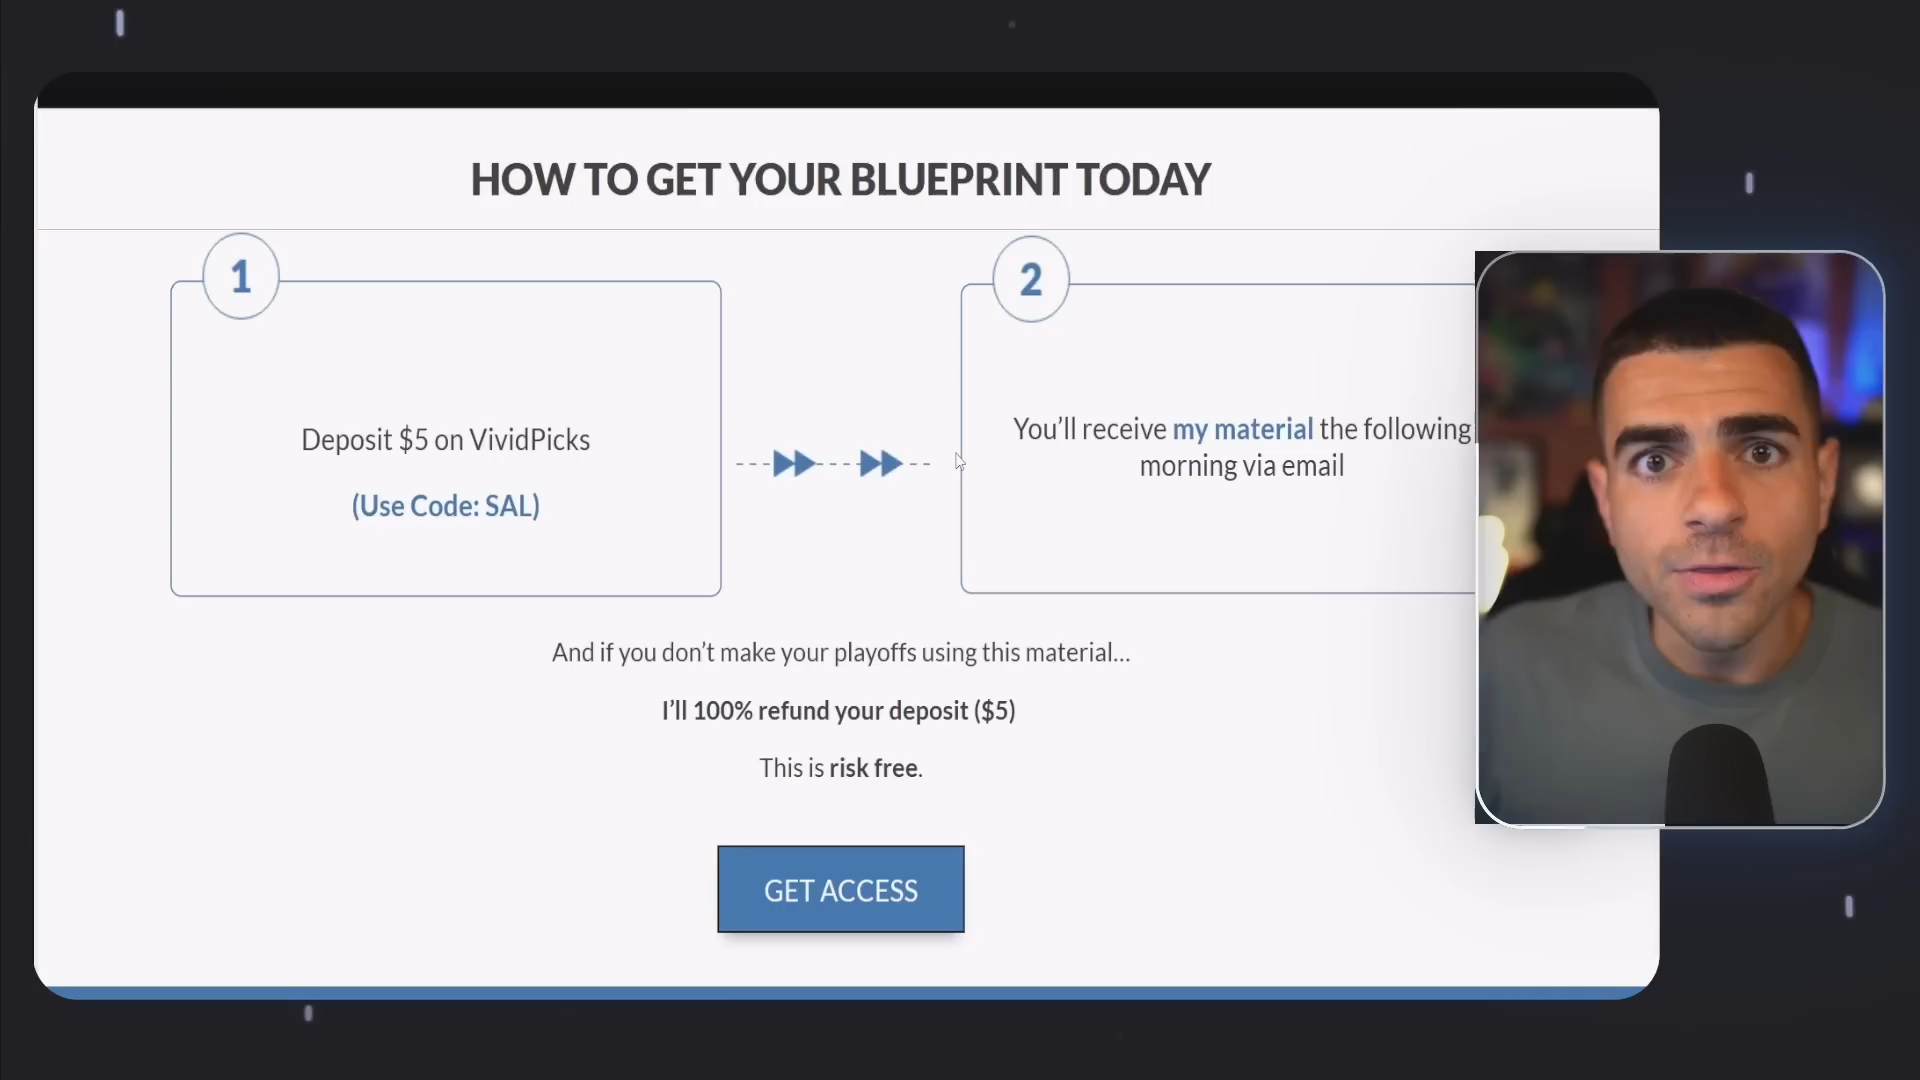 HOW TO GET YOUR BLUEPRINT TODAY
1
Deposit $5 on VividPicks
(Use Code: SAL)
2
You'll receive my material the following
morning via email
And if you don't make your playoffs using this material...
I'll 100% refund your deposit ($5)
This is risk free.
GET ACCESS